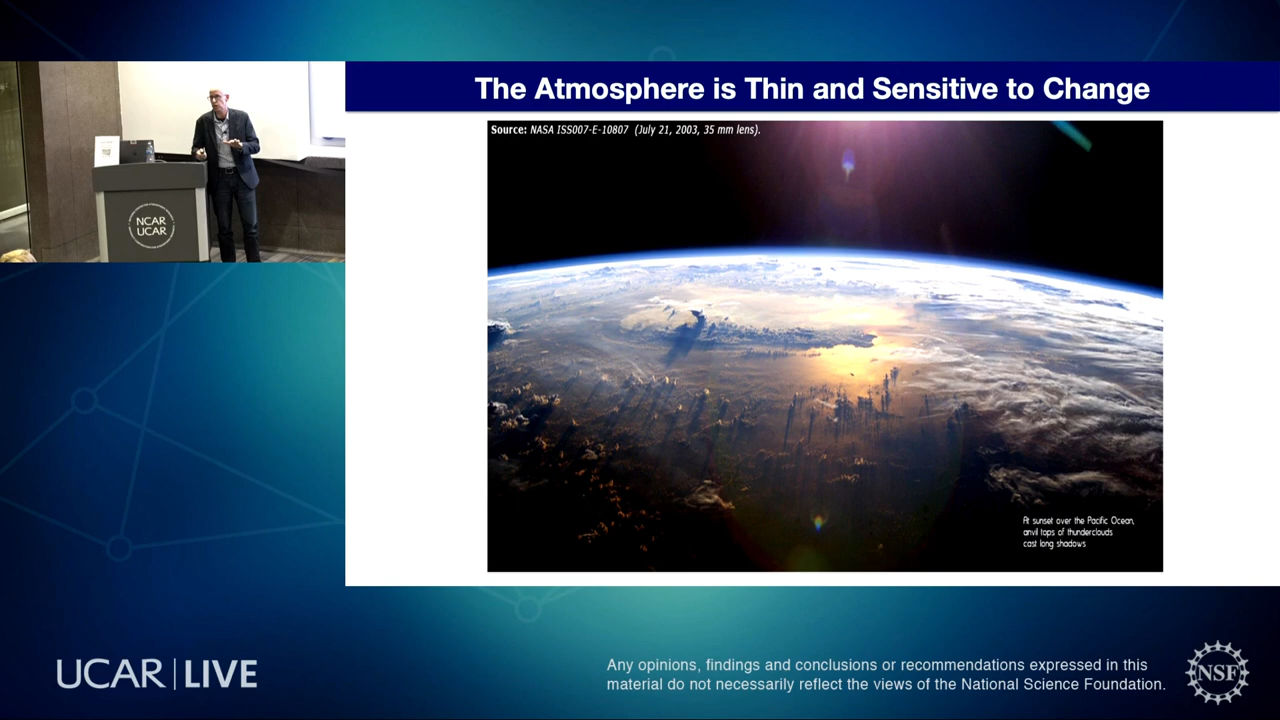 The Atmosphere is Thin and Sensitive to Change
Source: NASA ISS007-E-10807 (July 21, 2003, 35 mm lens).
NCAR
UCAR
At sunset over the Pacific Ocean,
anvil tops of thunderclouds
cast long shadows
UCAR | LIVE
Any opinions, findings and conclusions or recommendations expressed in this
material do not necessarily reflect the views of the National Science Foundation.
NSF